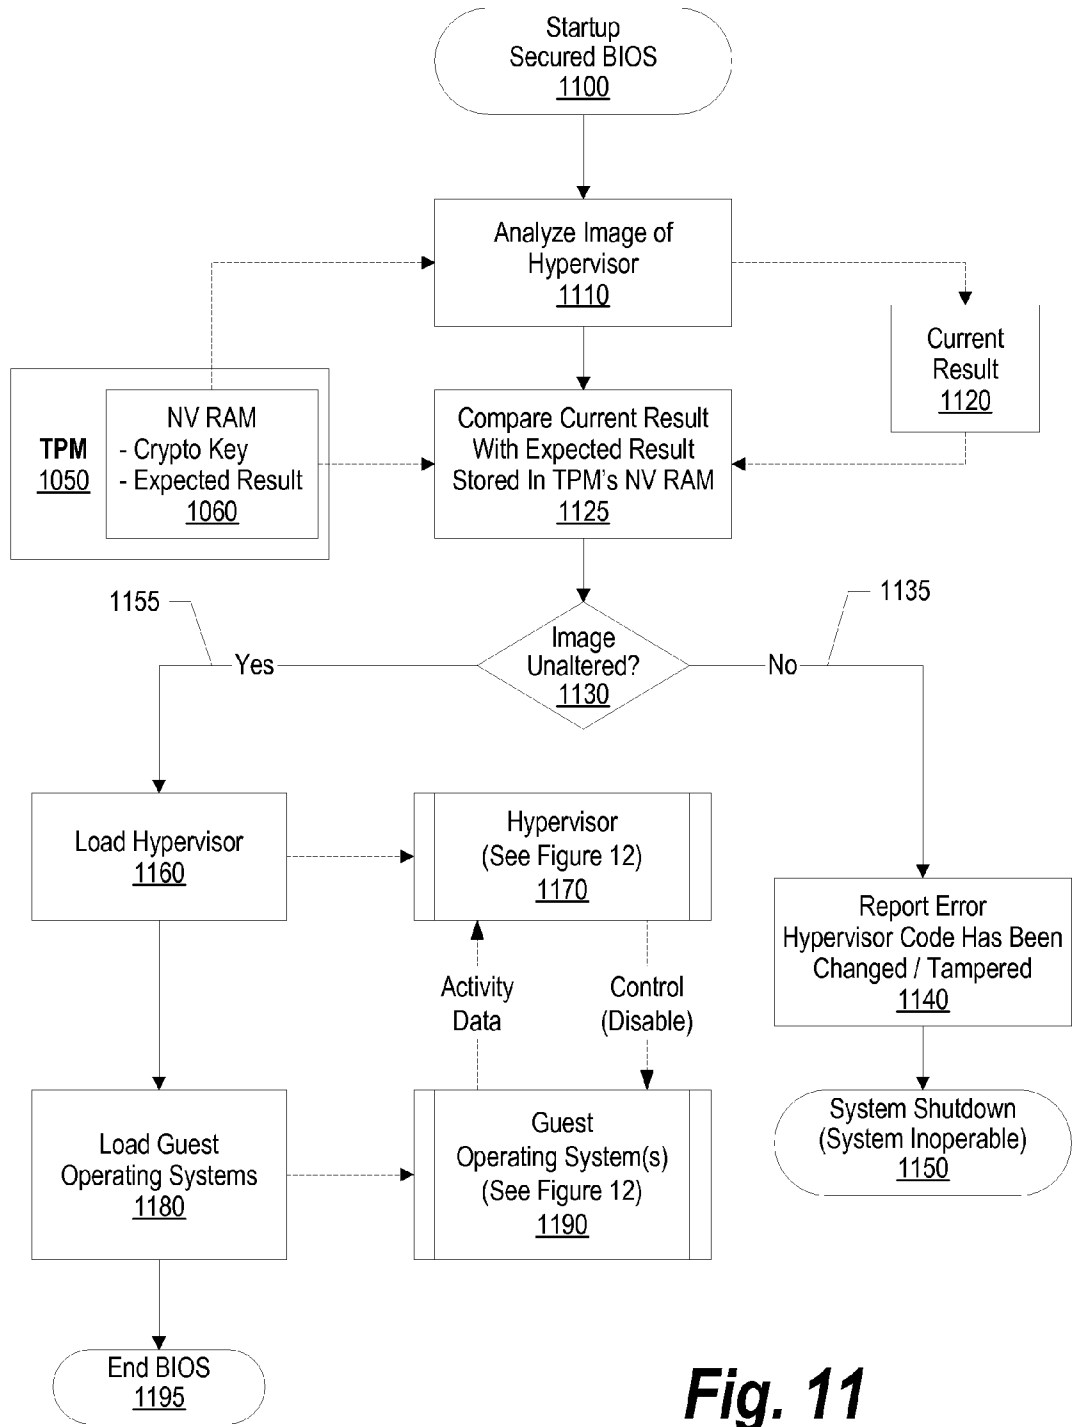 Startup
Secured BIOS
1100
Analyze Image of
Hypervisor
1110
Current
Result
1120
TPM
1050
NV RAM
- Crypto Key
- Expected Result
1060
Compare Current Result
With Expected Result
Stored In TPM's NV RAM
1125
1155
1135
Image
Unaltered?
1130
Yes
No
Load Hypervisor
1160
Hypervisor
(See Figure 12)
1170
Report Error
Hypervisor Code Has Been
Changed / Tampered
1140
Activity
Data
Control
(Disable)
System Shutdown
(System Inoperable)
1150
Load Guest
Operating Systems
1180
Guest
Operating System(s)
(See Figure 12)
1190
End BIOS
1195
Fig. 11